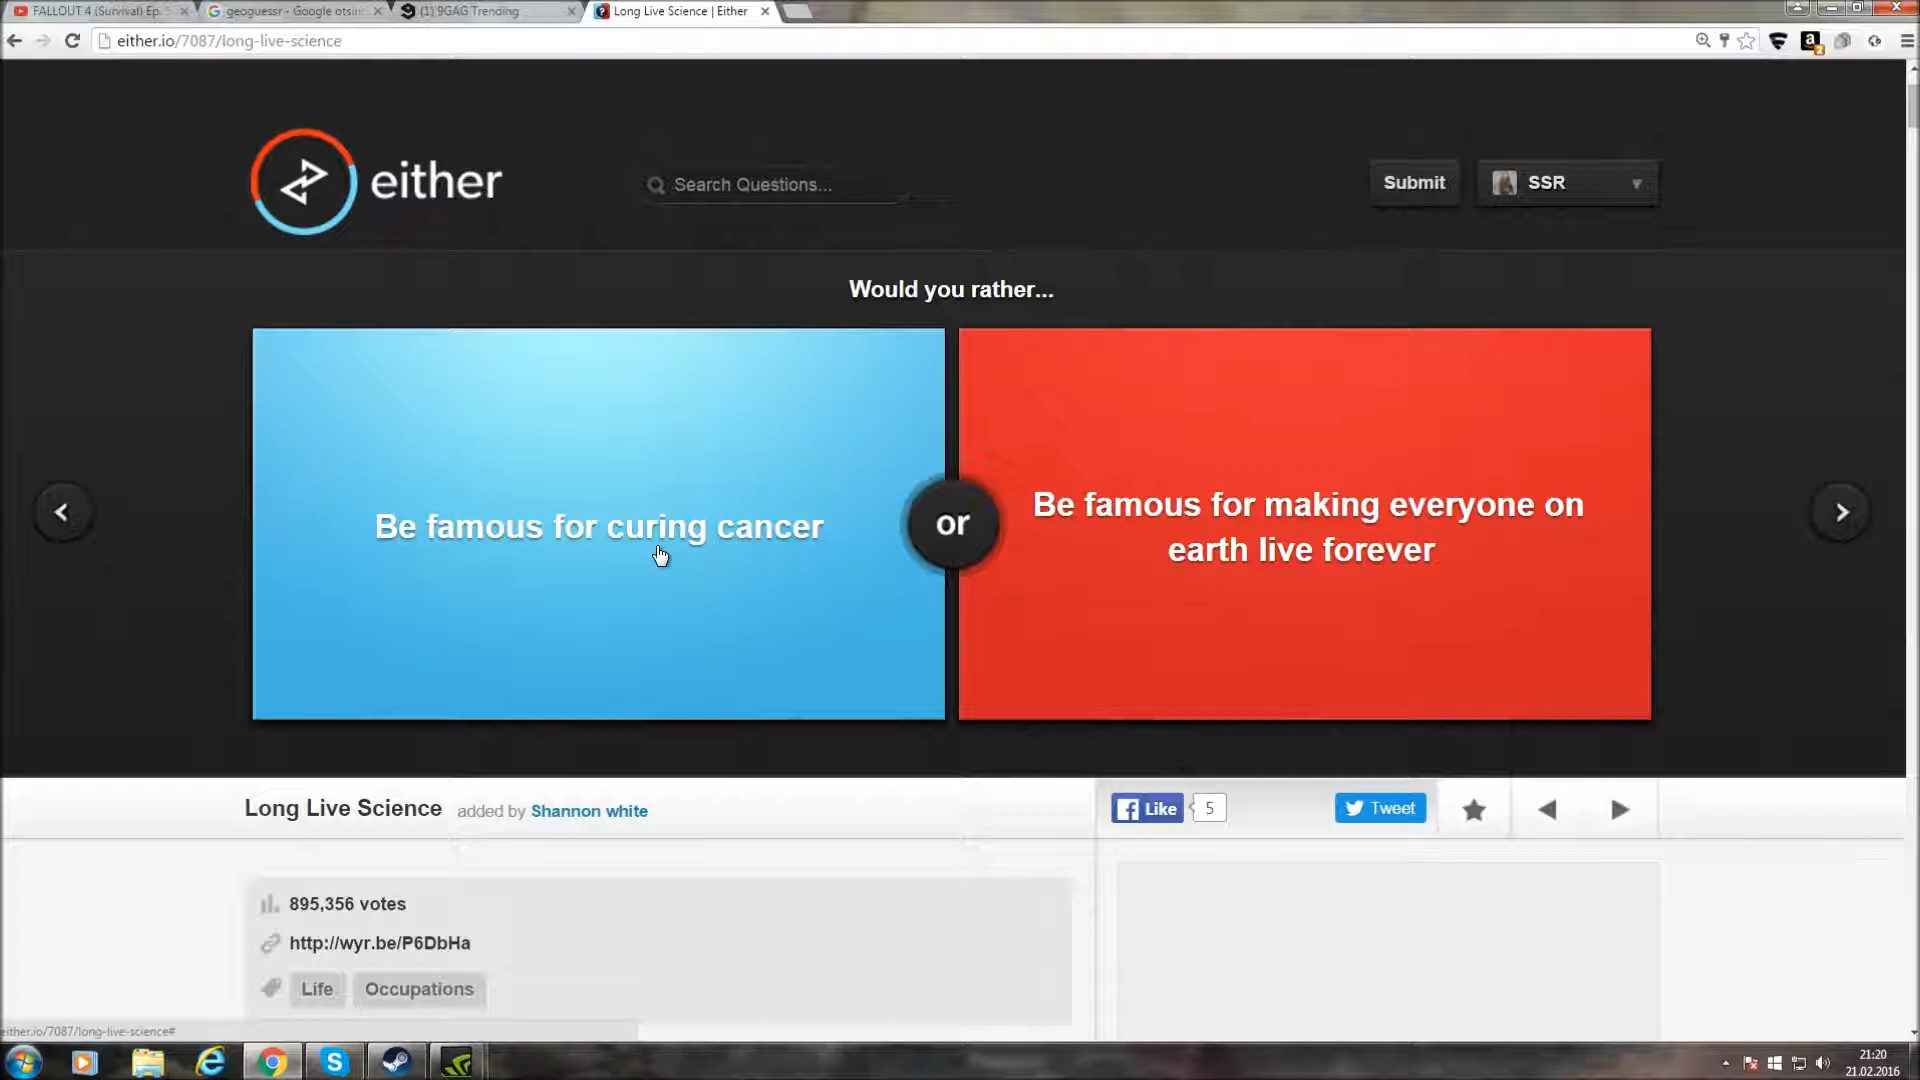 FALLOUT 4 (Survival) Ep.
geoguessr - Google otsin
(1) 9GAG Trending
Long Live Science | Either
either.io/7087/long-live-science
either
Search Questions...
Submit
SSR
Would you rather...
Be famous for curing cancer
or
Be famous for making everyone on
earth live forever
Long Live Science added by Shannon white
Like
5
Tweet
895,356 votes
http://wyr.be/P6DbHa
Life
Occupations
either.io/7087/long-live-science#
21:20
21.02.2016